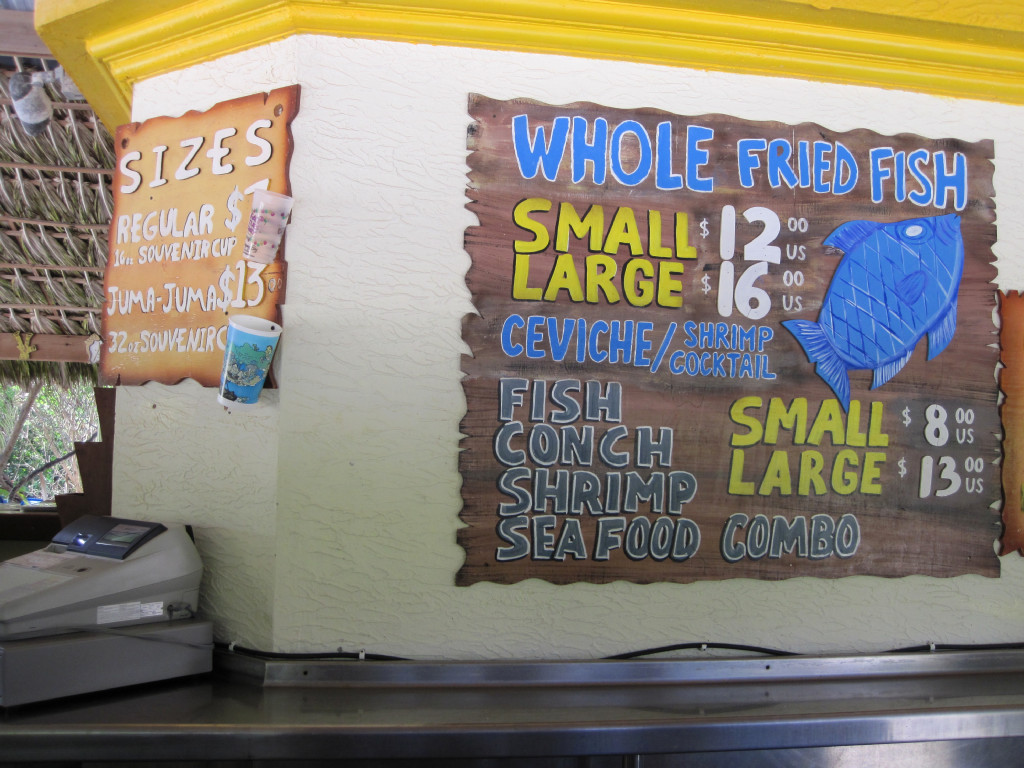 SIZES
REGULAR $
16oz SOUVENIR CUP
JUMA-JUMA $13
32oz SOUVENIR
WHOLE FRIED FISH
SMALL $12.00 US
LARGE $16.00 US
CEVICHE/SHRIMP COCKTAIL
FISH
CONCH
SHRIMP
SEAFOOD COMBO
SMALL $8.00 US
LARGE $13.00 US